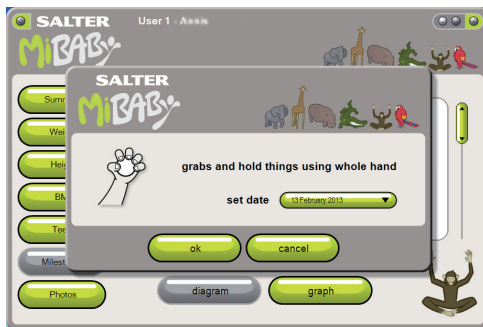 SALTER
User 1 -
MiBABY
SALTER
MiBABY
grabs and hold things using whole hand
set date
13 February 2013
ok
cancel
Photos
diagram
graph